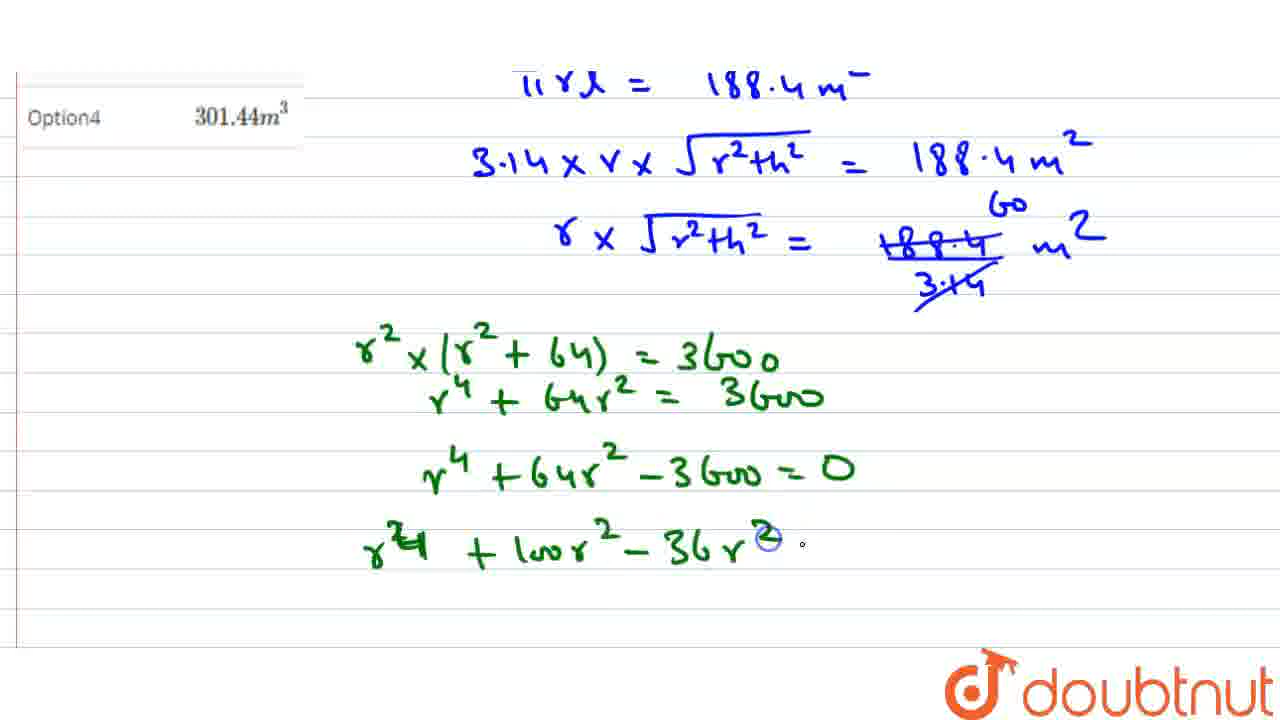 πrl = 188.4 m²
Option4 301.44m³
3.14 × r × √(r²+h²) = 188.4 m²
60
r × √(r²+h²) = 188.4/3.14 m²
r² × (r² + 64) = 3600
r⁴ + 64r² = 3600
r⁴ + 64r² - 3600 = 0
r⁴ + 100r² - 36r²
doubtnut